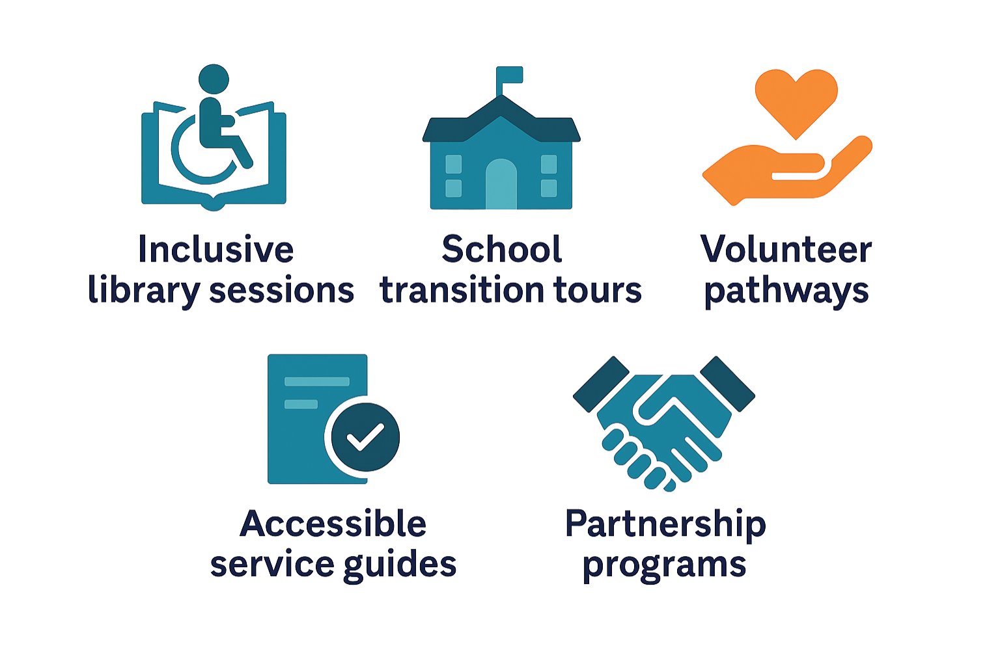 Inclusive
library sessions
School
transition tours
Volunteer
pathways
Accessible
service guides
Partnership
programs